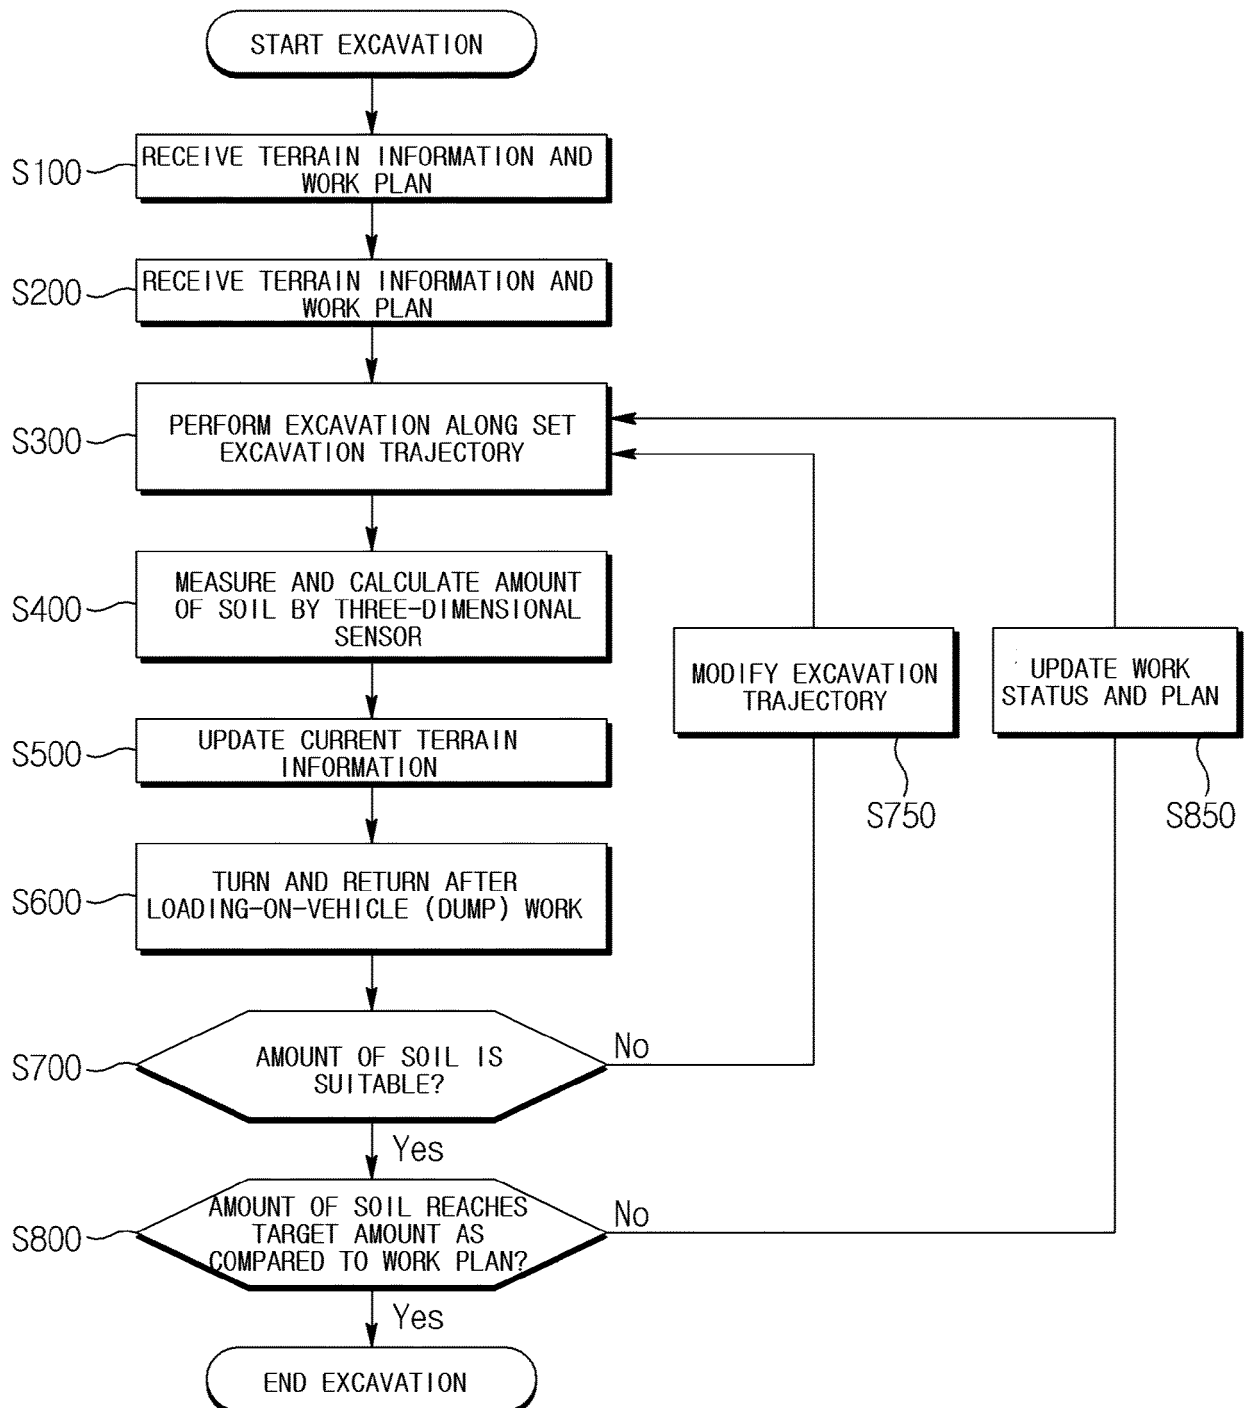 START EXCAVATION
S100
RECEIVE TERRAIN INFORMATION AND
WORK PLAN
S200
RECEIVE TERRAIN INFORMATION AND
WORK PLAN
S300
PERFORM EXCAVATION ALONG SET
EXCAVATION TRAJECTORY
S400
MEASURE AND CALCULATE AMOUNT
OF SOIL BY THREE-DIMENSIONAL
SENSOR
MODIFY EXCAVATION
TRAJECTORY
S750
UPDATE WORK
STATUS AND PLAN
S850
S500
UPDATE CURRENT TERRAIN
INFORMATION
S600
TURN AND RETURN AFTER
LOADING-ON-VEHICLE (DUMP) WORK
S700
AMOUNT OF SOIL IS
SUITABLE?
No
Yes
S800
AMOUNT OF SOIL REACHES
TARGET AMOUNT AS
COMPARED TO WORK PLAN?
No
Yes
END EXCAVATION